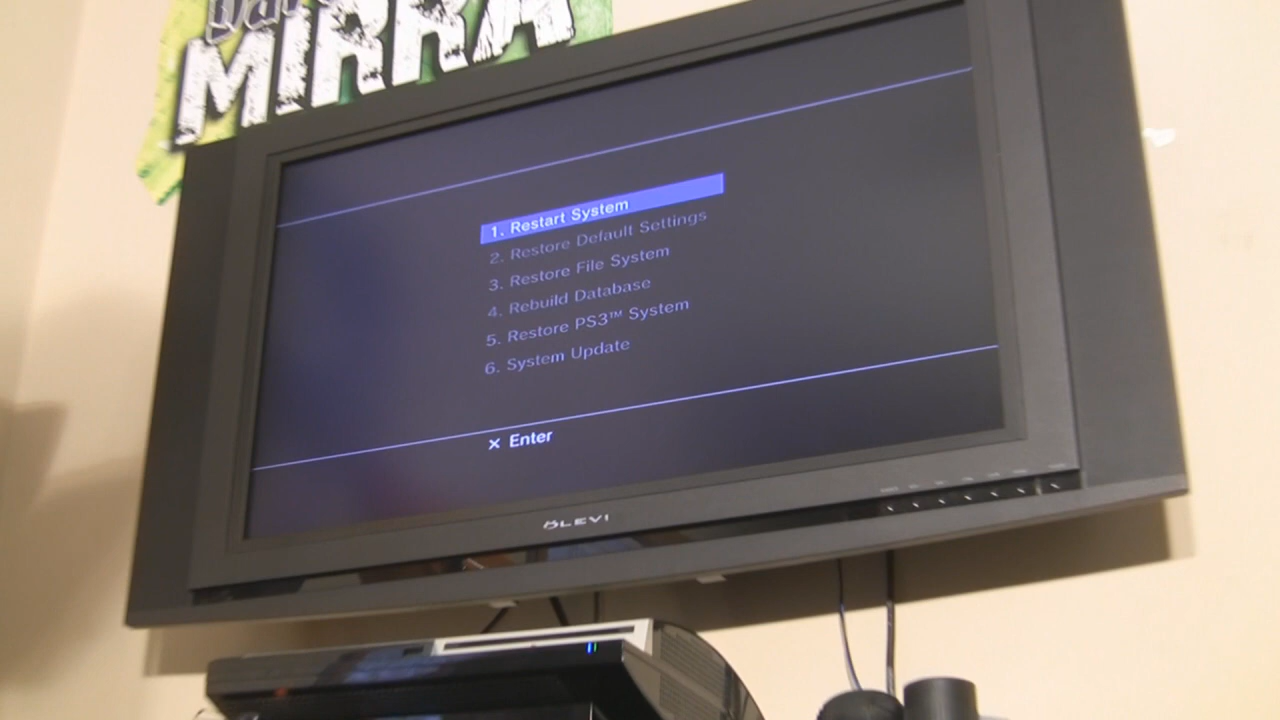 MIRRA
1. Restart System
2. Restore Default Settings
3. Restore File System
4. Rebuild Database
5. Restore PS3™ System
6. System Update
✕ Enter
OLEVI